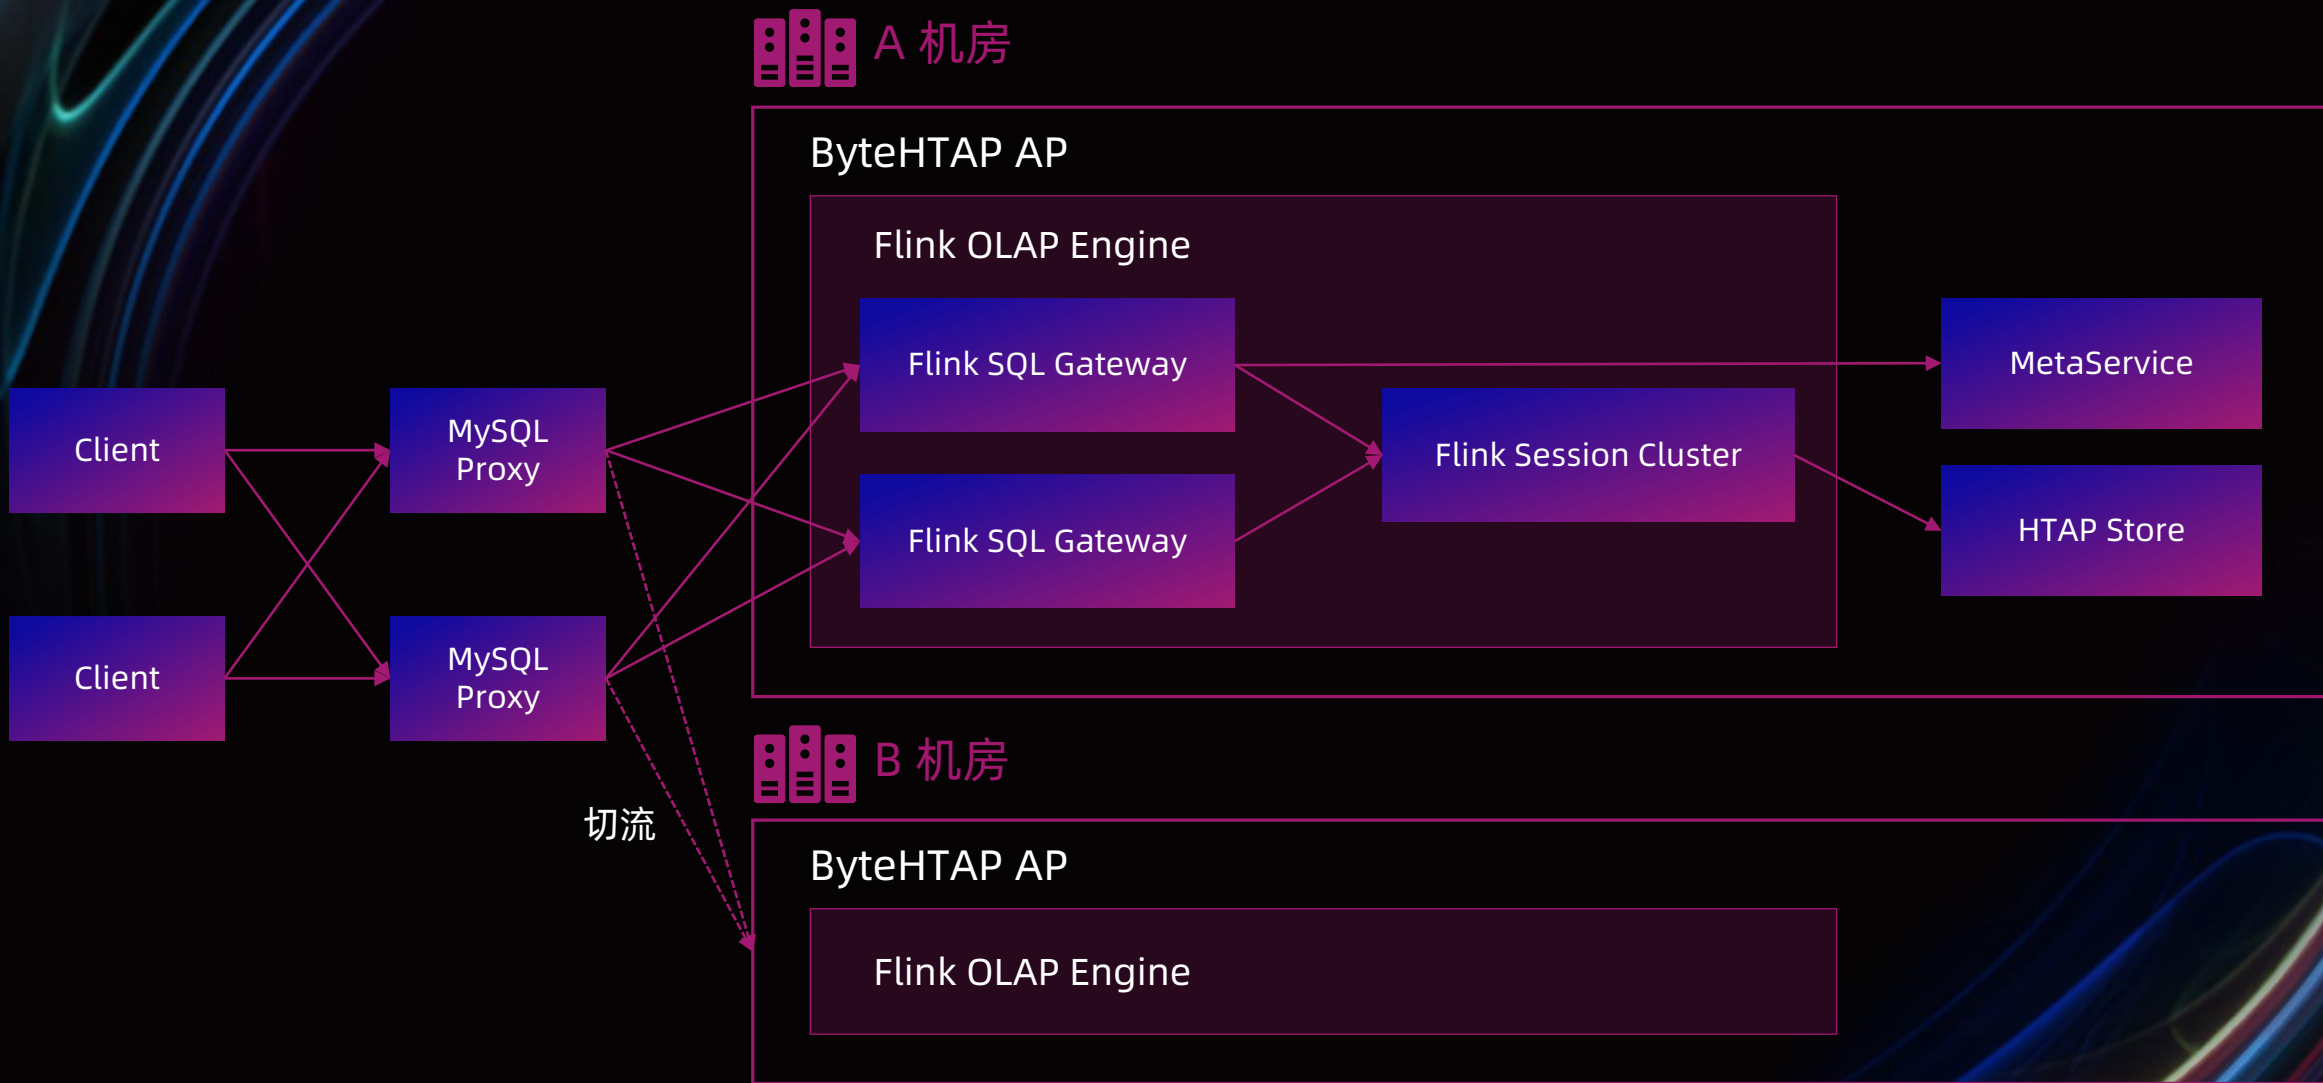 A 机房
ByteHTAP AP
Flink OLAP Engine
Flink SQL Gateway
MetaService
Client
MySQL
Proxy
Flink Session Cluster
Flink SQL Gateway
HTAP Store
Client
MySQL
Proxy
B 机房
切流
ByteHTAP AP
Flink OLAP Engine